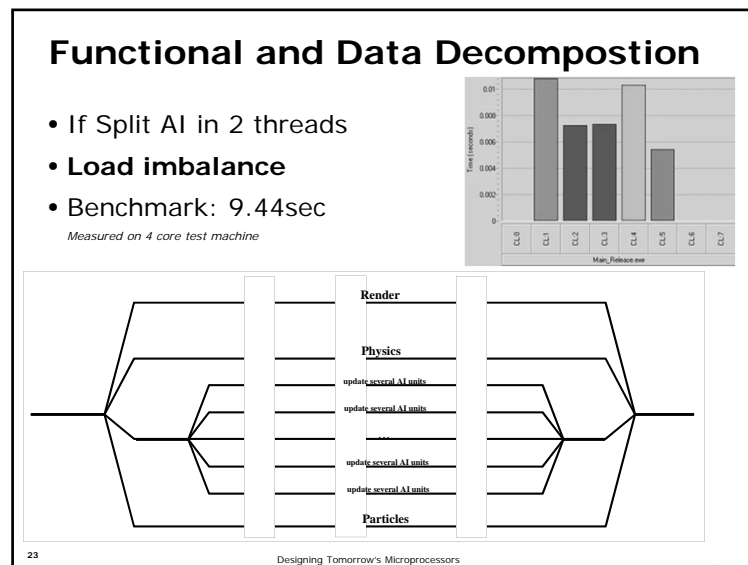 Functional and Data Decompostion
• If Split AI in 2 threads
• Load imbalance
• Benchmark: 9.44sec
Measured on 4 core test machine
Time (seconds)
0.01
0.008
0.006
0.004
0.002
0
CL:0
CL:1
CL:2
CL:3
CL:4
CL:5
CL:6
CL:7
Main_Release.exe
Render
Physics
update several AI units
update several AI units
...
update several AI units
update several AI units
Particles
23
Designing Tomorrow's Microprocessors